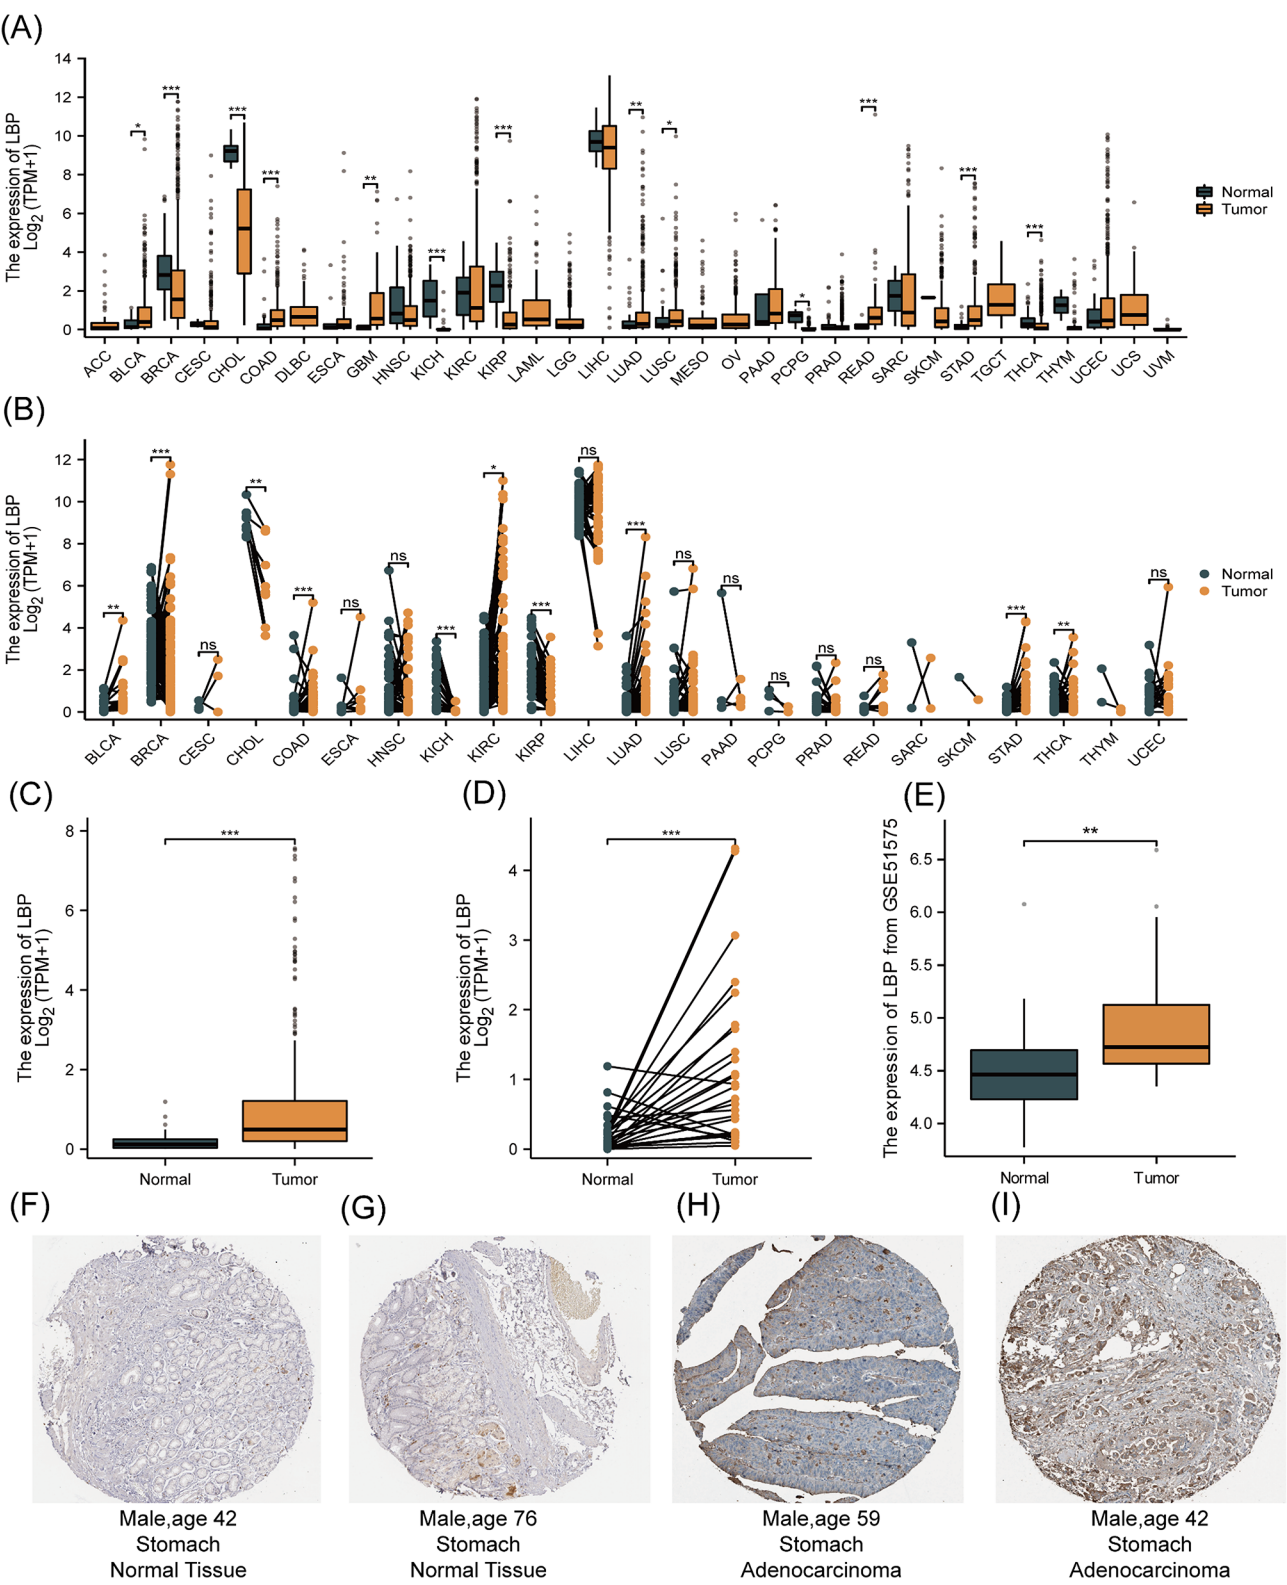 (A)
The expression of LBP
Log2 (TPM+1)
14
12
10
8
6
4
2
0
* *** *** *** ** *** *** ** * * *** *** ***
ACC BLCA BRCA CESC CHOL COAD DLBC ESCA GBM HNSC KICH KIRC KIRP LAML LGG LIHC LUAD LUSC MESO OV PAAD PCPG PRAD READ SARC SKCM STAD TGCT THCA THYM UCEC UCS UVM
Normal
Tumor
(B)
The expression of LBP
Log2 (TPM+1)
12
10
8
6
4
2
0
** *** ns ** *** ns ns *** * *** ns *** ns ns ns ns ns *** ** ns
BLCA BRCA CESC CHOL COAD ESCA HNSC KICH KIRC KIRP LIHC LUAD LUSC PAAD PCPG PRAD READ SARC SKCM STAD THCA THYM UCEC
Normal
Tumor
(C)
The expression of LBP
Log2 (TPM+1)
8
6
4
2
0
***
Normal Tumor
(D)
The expression of LBP
Log2 (TPM+1)
4
3
2
1
0
***
Normal Tumor
(E)
The expression of LBP from GSE51575
6.5
6.0
5.5
5.0
4.5
4.0
**
Normal Tumor
(F)
Male,age 42
Stomach
Normal Tissue
(G)
Male,age 76
Stomach
Normal Tissue
(H)
Male,age 59
Stomach
Adenocarcinoma
(I)
Male,age 42
Stomach
Adenocarcinoma